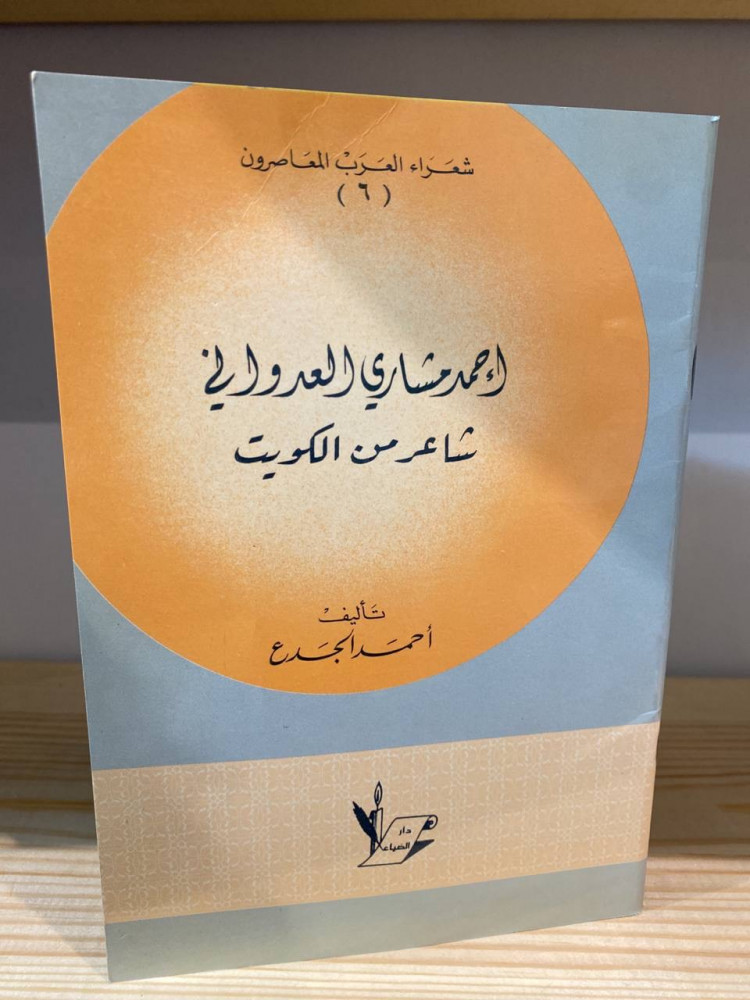 شعراء العرب المعاصرون
( ٦ )
أحمد مشاري العدواني
شاعر من الكويت
تأليف
أحمد الجدع
دار
الضياء